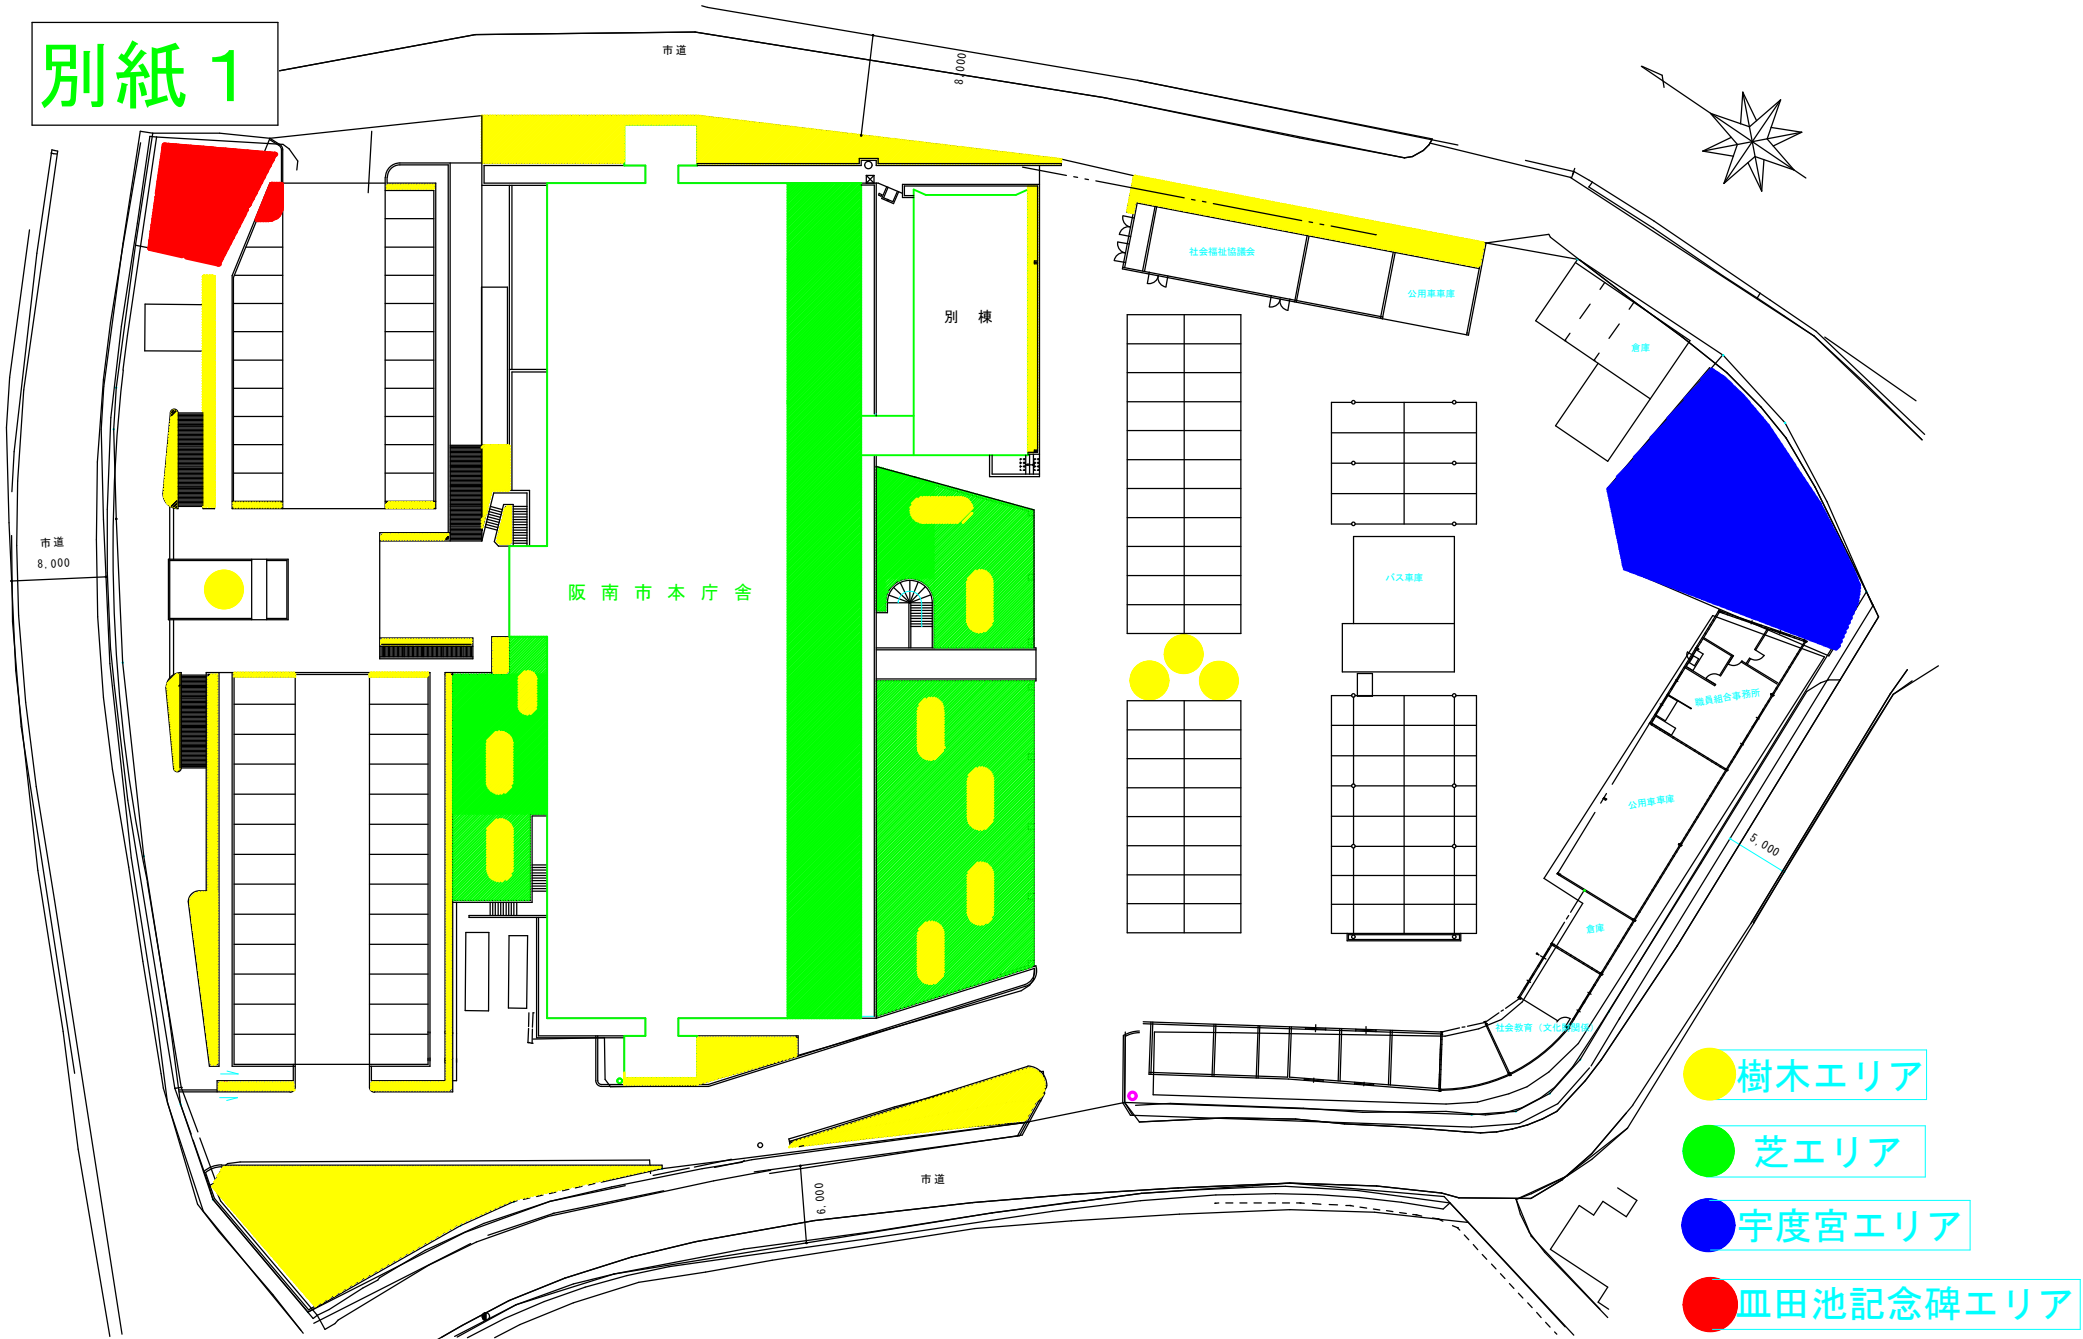 別紙１
市道
8,000
社会福祉協議会
公用車車庫
別 棟
倉庫
市道
8,000
阪南市本庁舎
バス車庫
職員組合事務所
公用車車庫
5,000
倉庫
市道
6,000
樹木エリア
芝エリア
宇度宮エリア
皿田池記念碑エリア